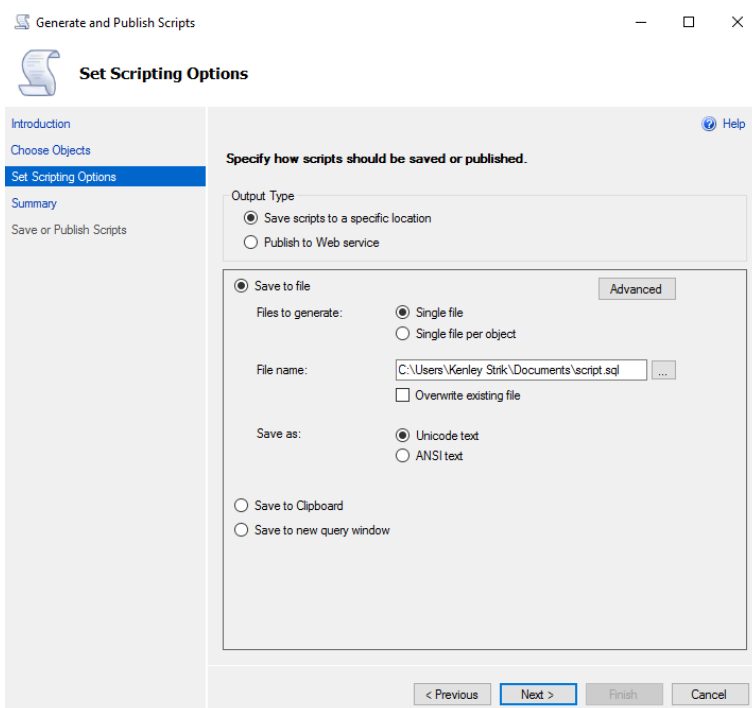 Generate and Publish Scripts
Set Scripting Options
Introduction
Choose Objects
Set Scripting Options
Summary
Save or Publish Scripts
Help
Specify how scripts should be saved or published.
Output Type
Save scripts to a specific location
Publish to Web service
Save to file
Advanced
Files to generate:
Single file
Single file per object
File name:
C:\Users\Kenley Strik\Documents\script.sql
...
Overwrite existing file
Save as:
Unicode text
ANSI text
Save to Clipboard
Save to new query window
< Previous
Next >
Finish
Cancel